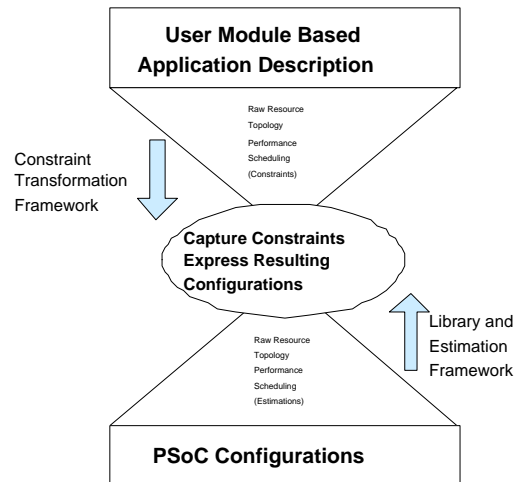 User Module Based
Application Description
Raw Resource
Topology
Performance
Scheduling
(Constraints)
Constraint
Transformation
Framework
Capture Constraints
Express Resulting
Configurations
Library and
Estimation
Framework
Raw Resource
Topology
Performance
Scheduling
(Estimations)
PSoC Configurations